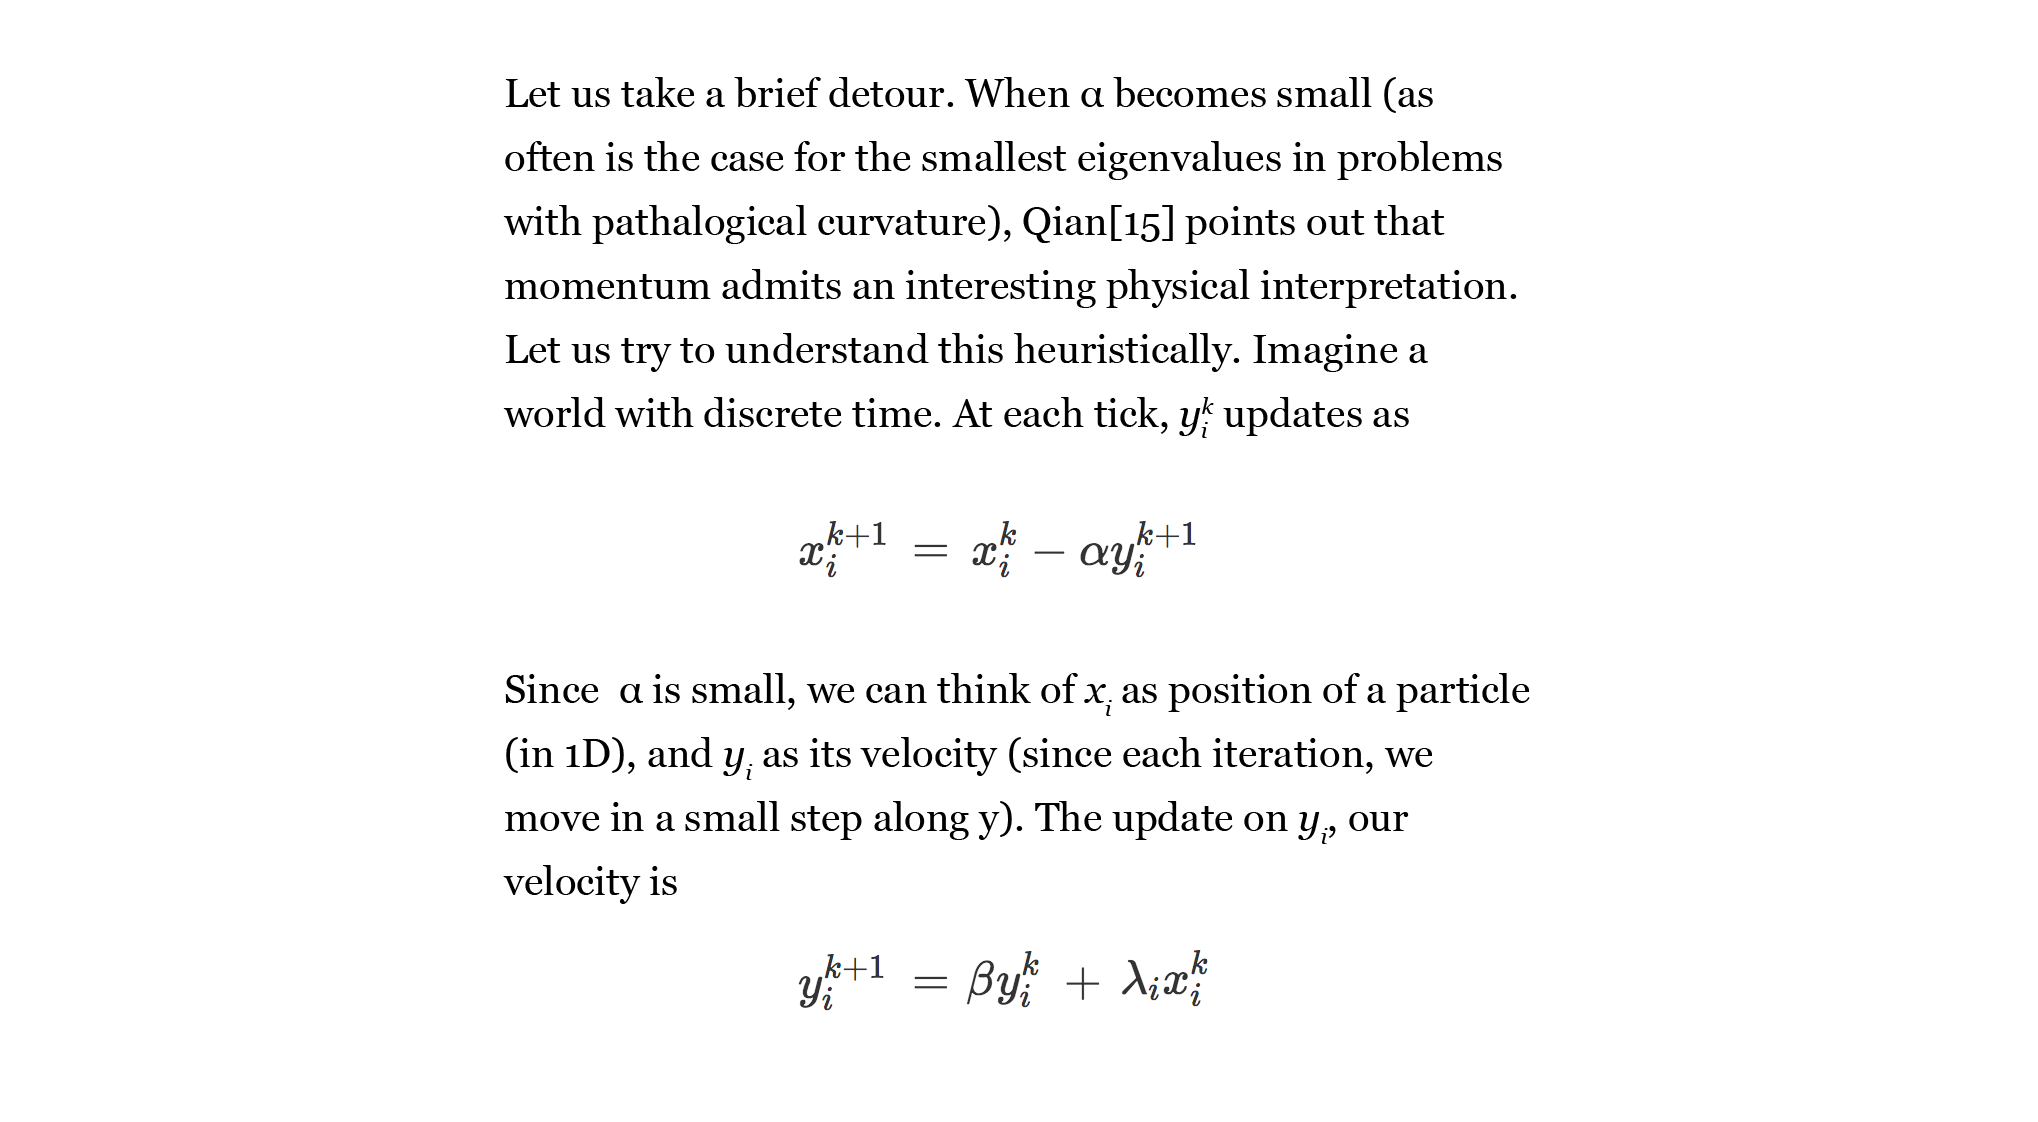 Let us take a brief detour. When α becomes small (as
often is the case for the smallest eigenvalues in problems
with pathalogical curvature), Qian[15] points out that
momentum admits an interesting physical interpretation.
Let us try to understand this heuristically. Imagine a
world with discrete time. At each tick, $y_i^k$ updates as
$x_i^{k+1} = x_i^k - \alpha y_i^{k+1}$
Since α is small, we can think of $x_i$ as position of a particle
(in 1D), and $y_i$ as its velocity (since each iteration, we
move in a small step along y). The update on $y_i$, our
velocity is
$y_i^{k+1} = \beta y_i^k + \lambda_i x_i^k$